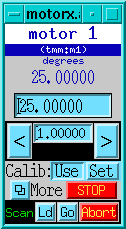 motorx.
motor 1
(tmm:m1)
degrees
25.00000
25.00000
< 1.00000 >
Calib: Use Set
More STOP
Scan Ld Go Abort